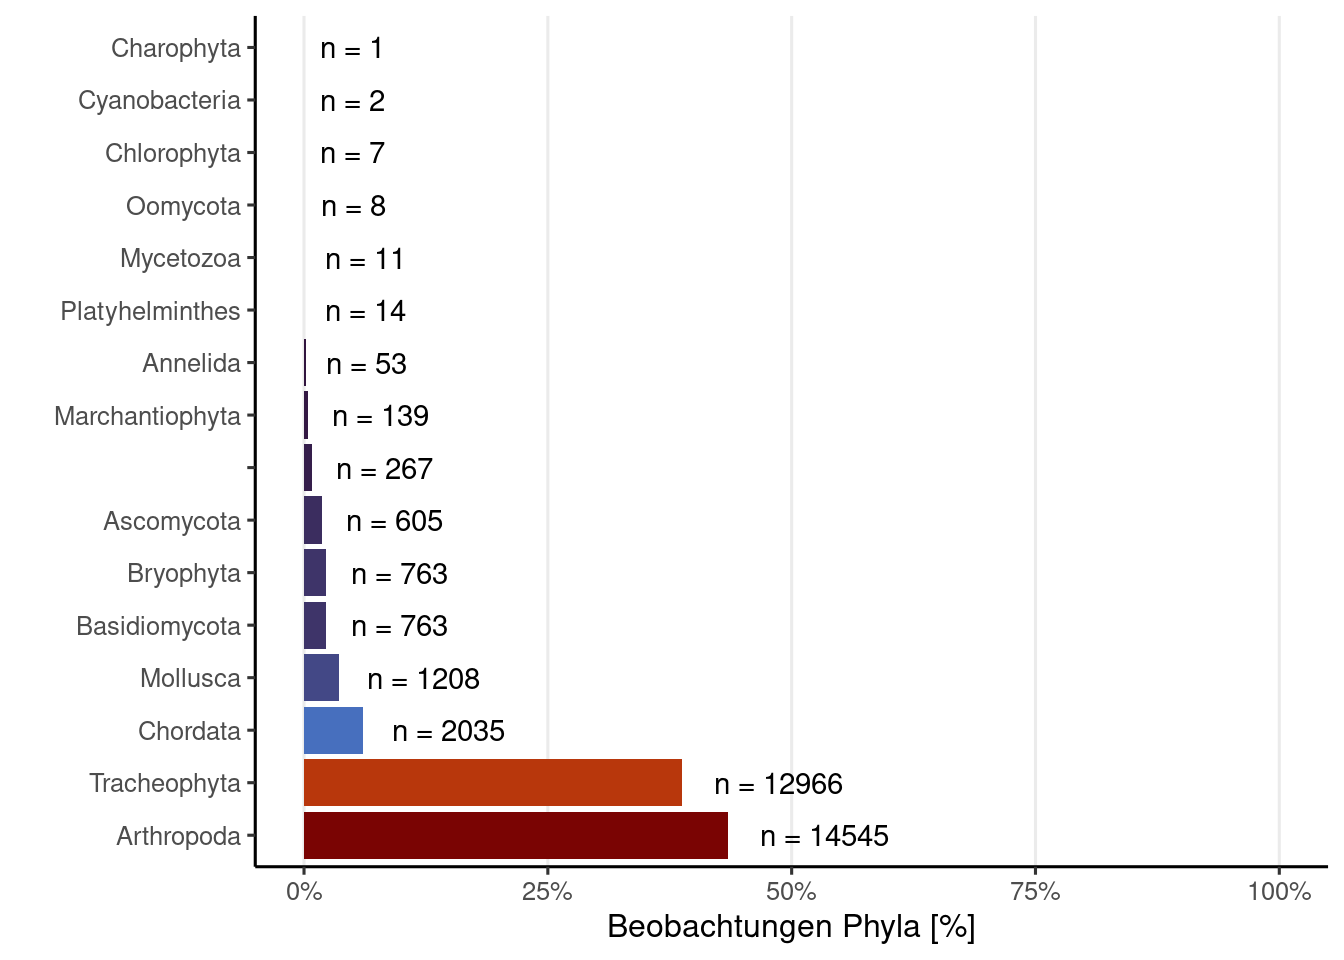 Charophyta n = 1
Cyanobacteria n = 2
Chlorophyta n = 7
Oomycota n = 8
Mycetozoa n = 11
Platyhelminthes n = 14
Annelida n = 53
Marchantiophyta n = 139
n = 267
Ascomycota n = 605
Bryophyta n = 763
Basidiomycota n = 763
Mollusca n = 1208
Chordata n = 2035
Tracheophyta n = 12966
Arthropoda n = 14545
0% 25% 50% 75% 100%
Beobachtungen Phyla [%]